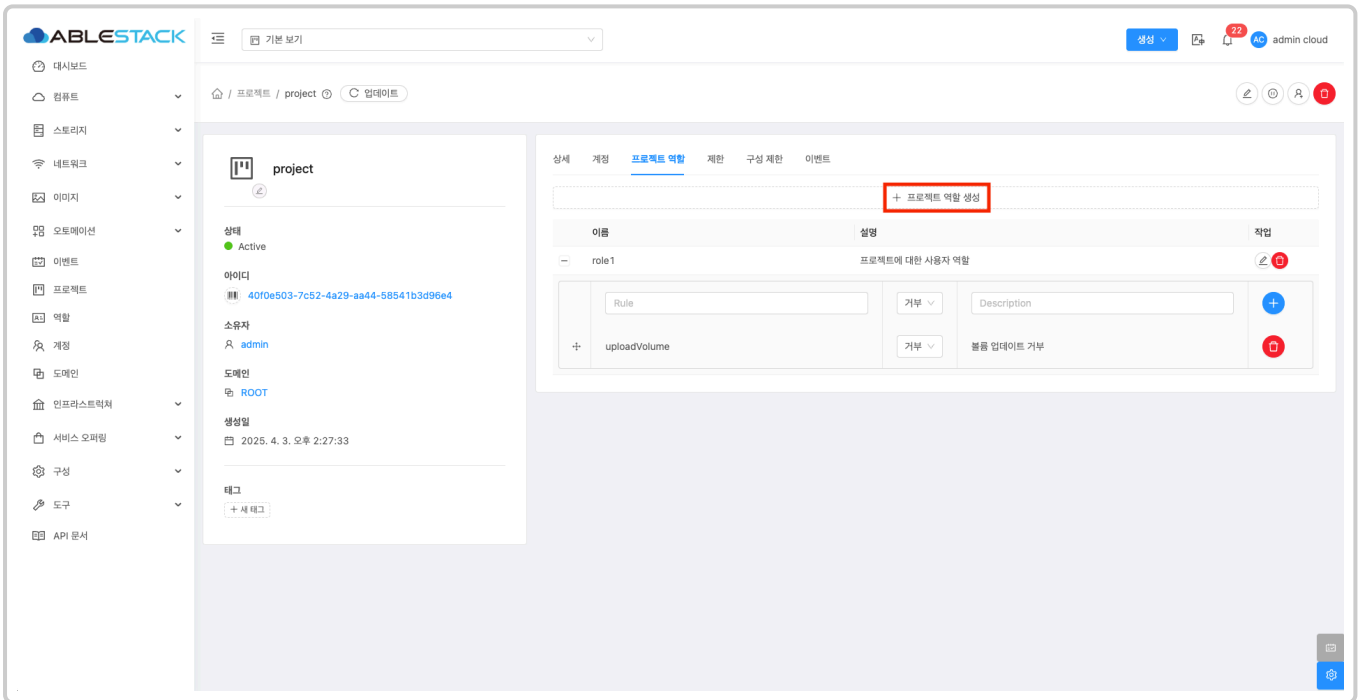 ABLESTACK
기본 보기
생성
22
AC
admin cloud
대시보드
컴퓨트
스토리지
네트워크
이미지
오토메이션
이벤트
프로젝트
역할
계정
도메인
인프라스트럭쳐
서비스 오퍼링
구성
도구
API 문서
/ 프로젝트 / project
업데이트
project
상태
Active
아이디
40f0e503-7c52-4a29-aa44-58541b3d96e4
소유자
admin
도메인
ROOT
생성일
2025. 4. 3. 오후 2:27:33
태그
+ 새 태그
상세 계정 프로젝트 역할 제한 구성 제한 이벤트
+ 프로젝트 역할 생성
이름 설명 작업
role1 프로젝트에 대한 사용자 역할
Rule 거부 Description
uploadVolume 거부 볼륨 업데이트 거부